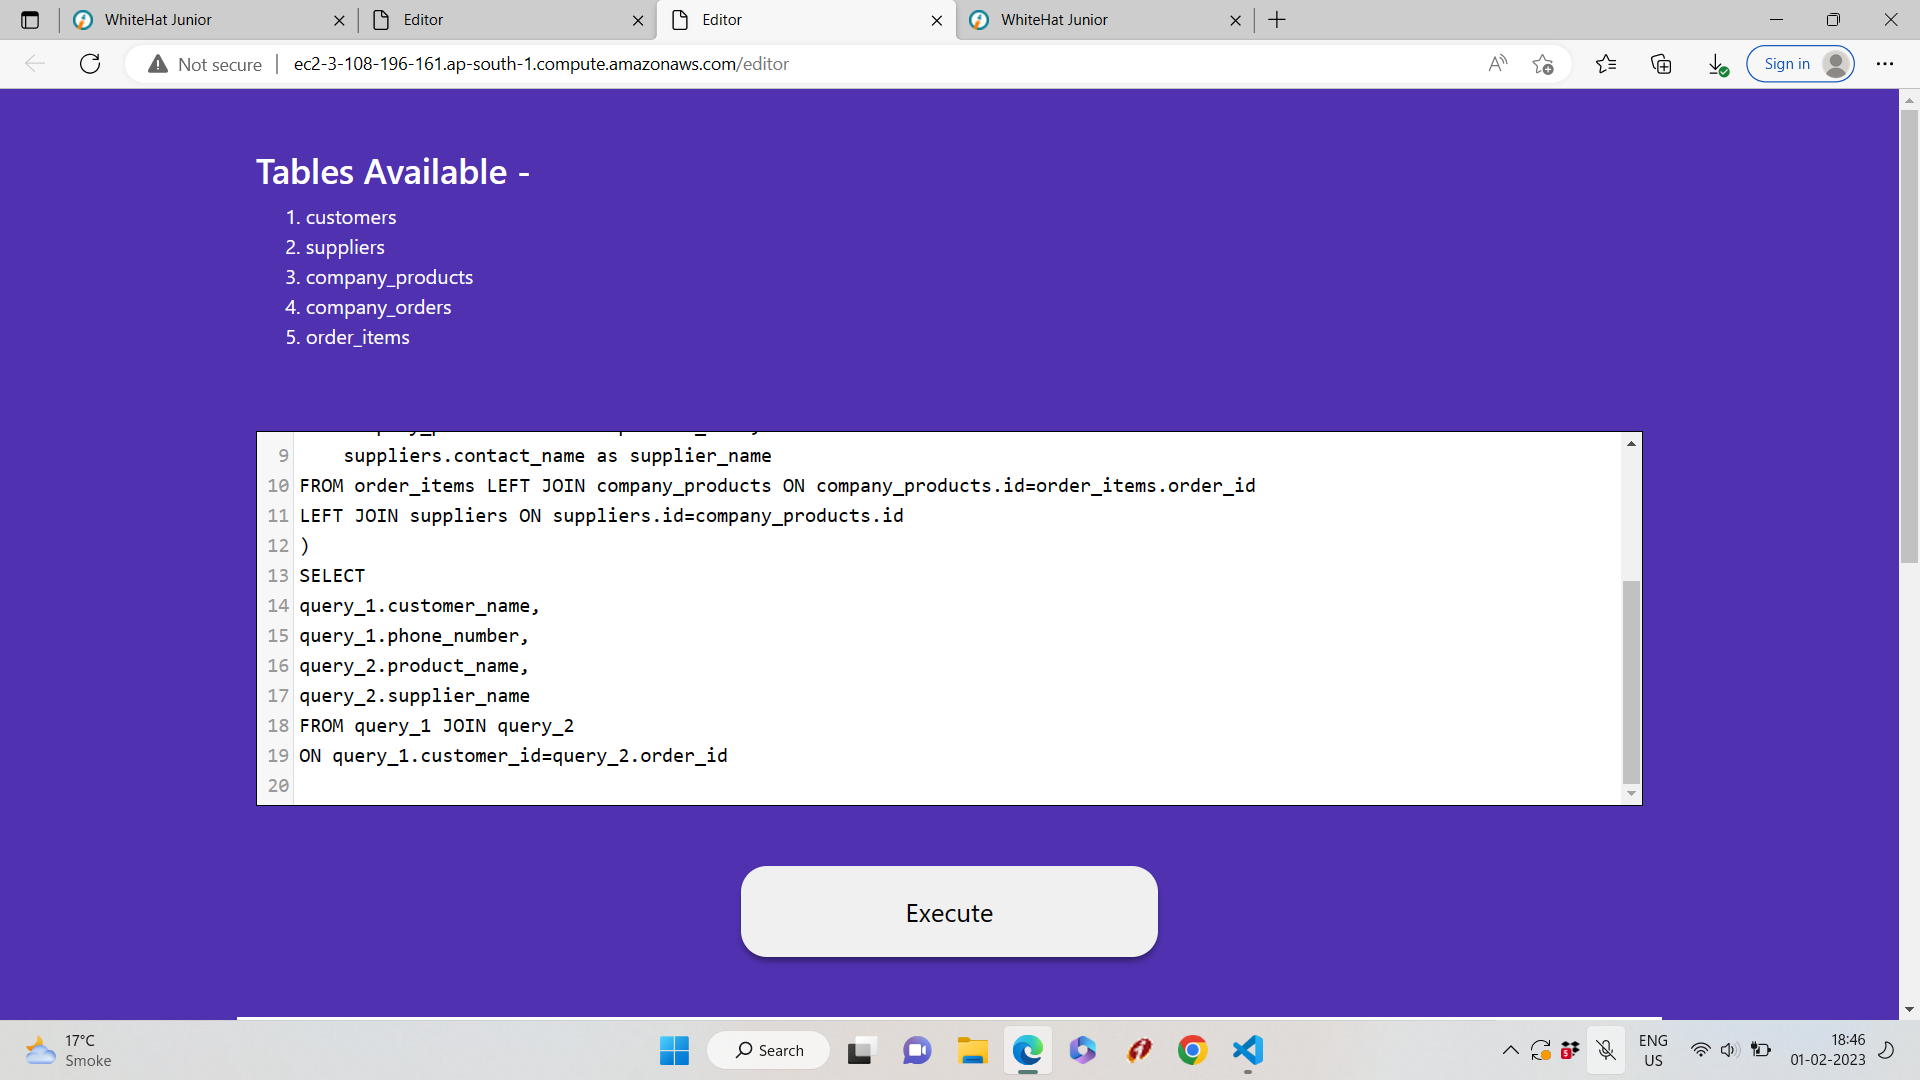 WhiteHat Junior
Editor
Editor
WhiteHat Junior
Not secure
ec2-3-108-196-161.ap-south-1.compute.amazonaws.com/editor
Sign in
Tables Available -
1. customers
2. suppliers
3. company_products
4. company_orders
5. order_items
9 suppliers.contact_name as supplier_name
10 FROM order_items LEFT JOIN company_products ON company_products.id=order_items.order_id
11 LEFT JOIN suppliers ON suppliers.id=company_products.id
12 )
13 SELECT
14 query_1.customer_name,
15 query_1.phone_number,
16 query_2.product_name,
17 query_2.supplier_name
18 FROM query_1 JOIN query_2
19 ON query_1.customer_id=query_2.order_id
20
Execute
17°C
Smoke
Search
5
ENG
US
18:46
01-02-2023